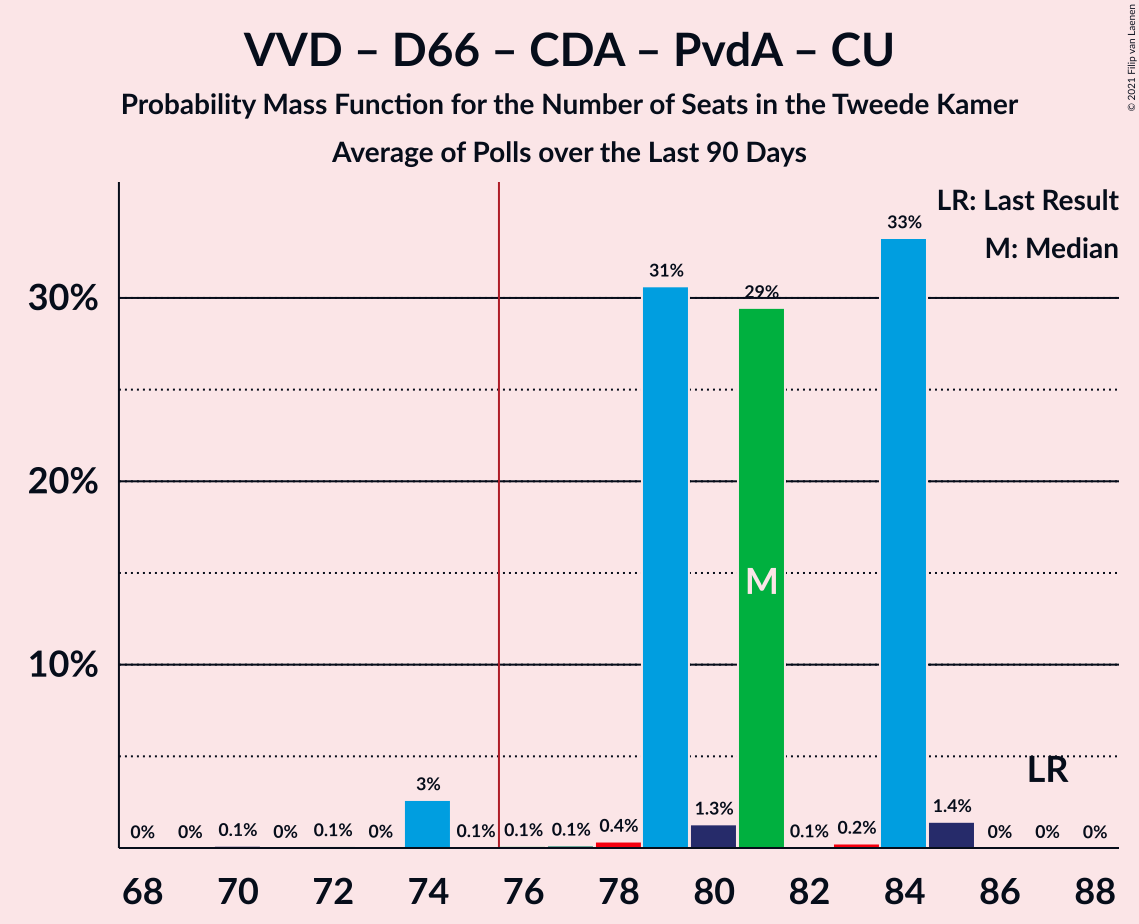 VVD – D66 – CDA – PvdA – CU
Probability Mass Function for the Number of Seats in the Tweede Kamer
Average of Polls over the Last 90 Days
© 2021 Filip van Laenen
LR: Last Result
M: Median
30%
20%
10%
0% 0% 0.1% 0% 0.1% 0% 3% 0.1% 0.1% 0.1% 0.4% 31% 1.3% 29% 0.1% 0.2% 33% 1.4% 0% 0% 0%
M
LR
68 70 72 74 76 78 80 82 84 86 88